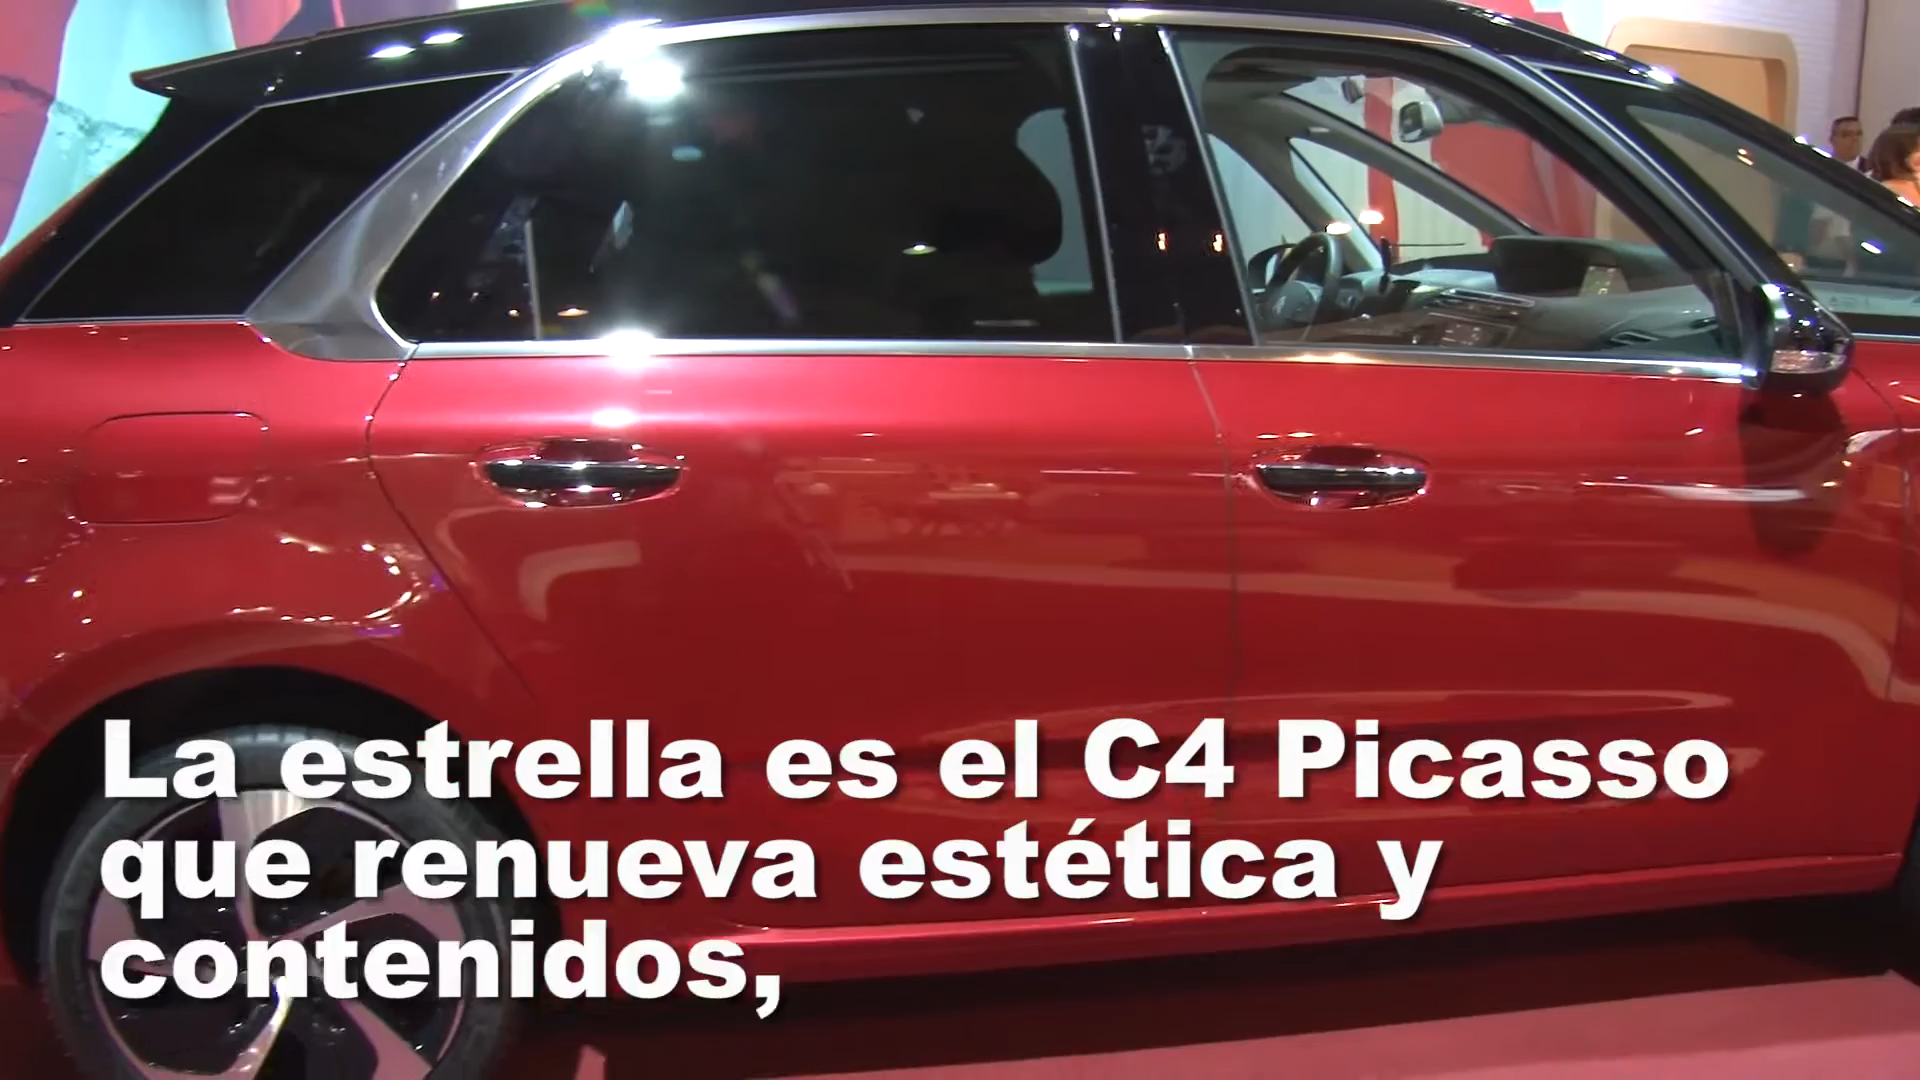 La estrella es el C4 Picasso
que renueva estética y
contenidos,